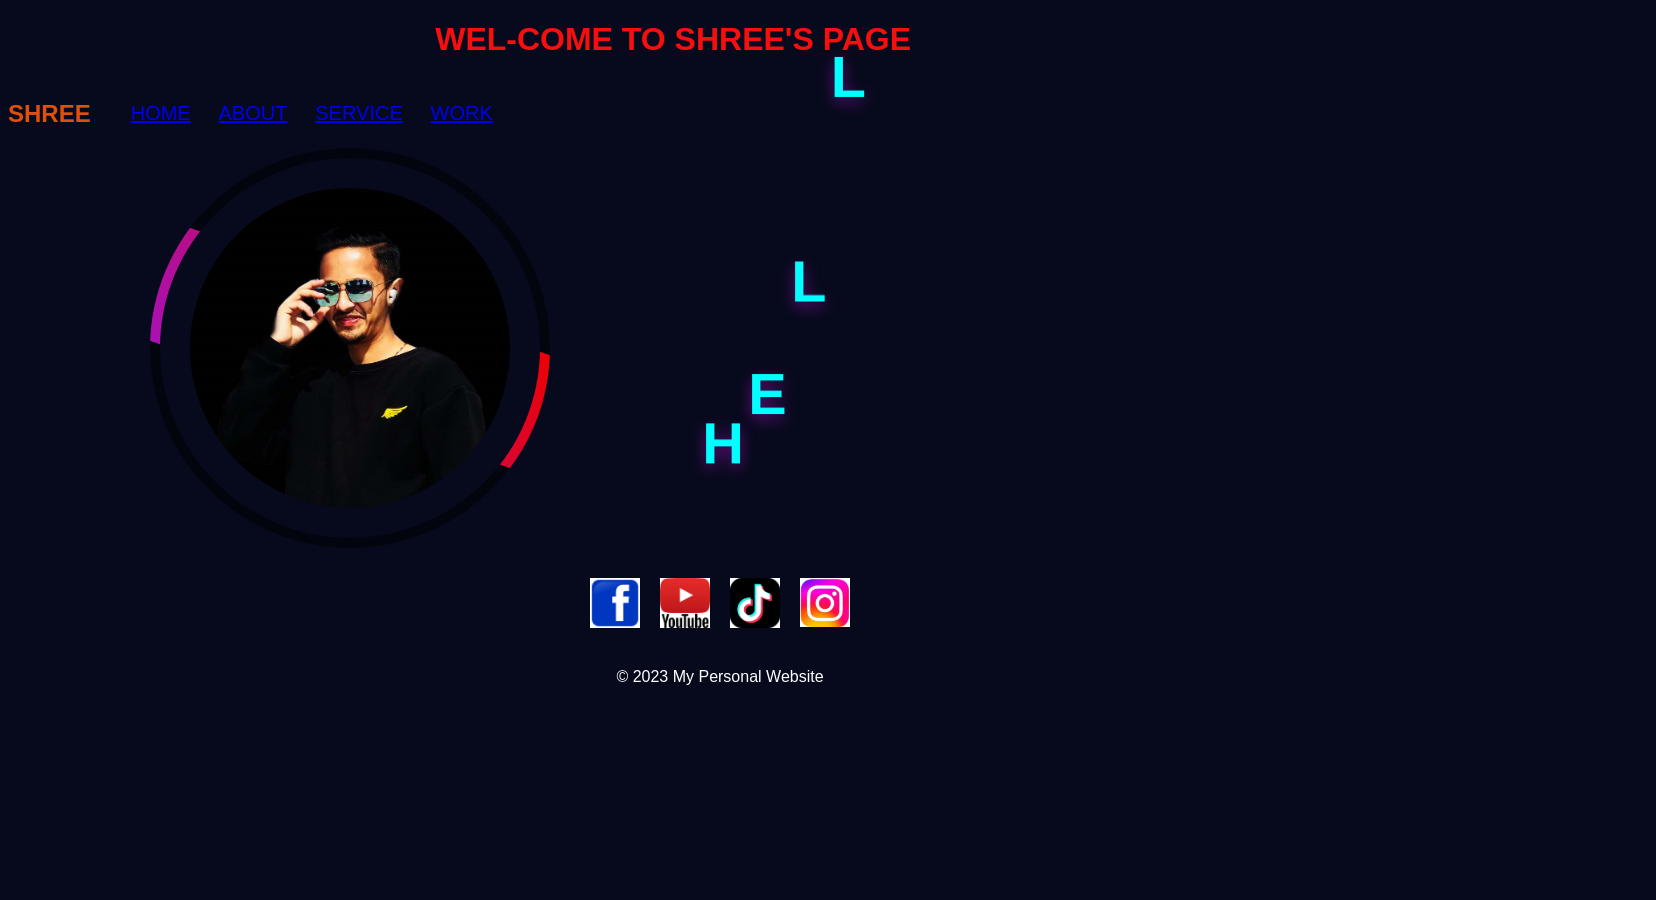 WEL-COME TO SHREE'S PAGE
L
SHREE HOME ABOUT SERVICE WORK
L
E
H
f
YouTube
© 2023 My Personal Website